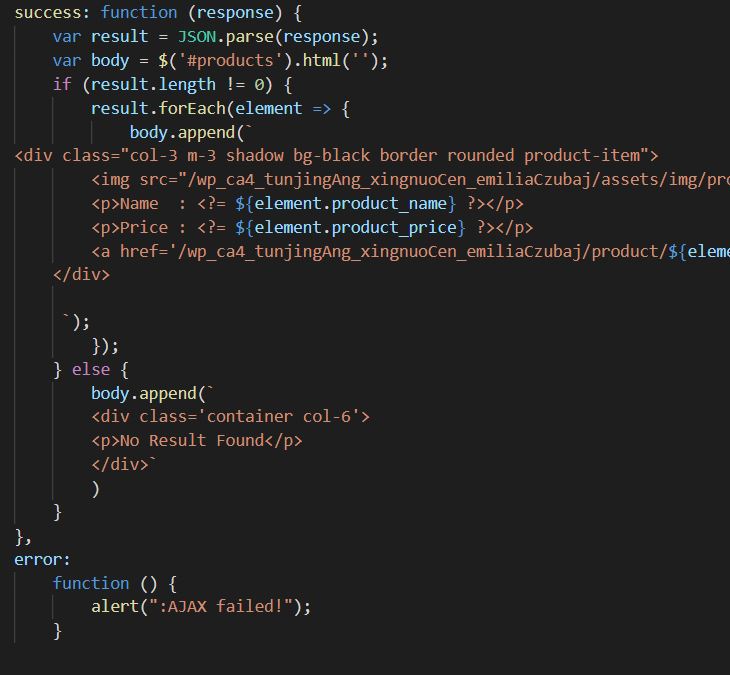 success: function (response) {
    var result = JSON.parse(response);
    var body = $('#products').html('');
    if (result.length != 0) {
        result.forEach(element => {
            body.append(`
<div class="col-3 m-3 shadow bg-black border rounded product-item">
        <img src="/wp_ca4_tunjingAng_xingnuoCen_emiliaCzubaj/assets/img/pro
        <p>Name  : <?= ${element.product_name} ?></p>
        <p>Price : <?= ${element.product_price} ?></p>
        <a href='/wp_ca4_tunjingAng_xingnuoCen_emiliaCzubaj/product/${eleme
    </div>
     `);
        });
    } else {
        body.append(`
        <div class='container col-6'>
        <p>No Result Found</p>
        </div>`
        )
    }
},
error:
    function () {
        alert(":AJAX failed!");
    }